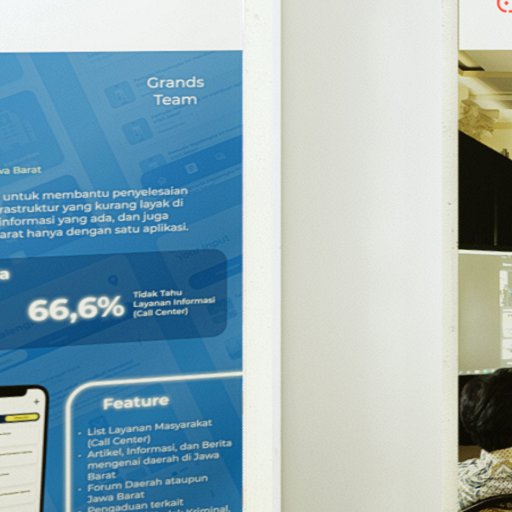 Grands
Team
Barat
untuk membantu penyelesaian
rastruktur yang kurang layak di
informasi yang ada, dan juga
arat hanya dengan satu aplikasi.
a
66,6%
Tidak Tahu
Layanan Informasi
(Call Center)
Feature
• List Layanan Masyarakat
(Call Center)
• Artikel, Informasi, dan Berita
mengenai daerah di Jawa
Barat
• Forum Daerah ataupun
Jawa Barat
• Pengaduan terkait
Kriminal,